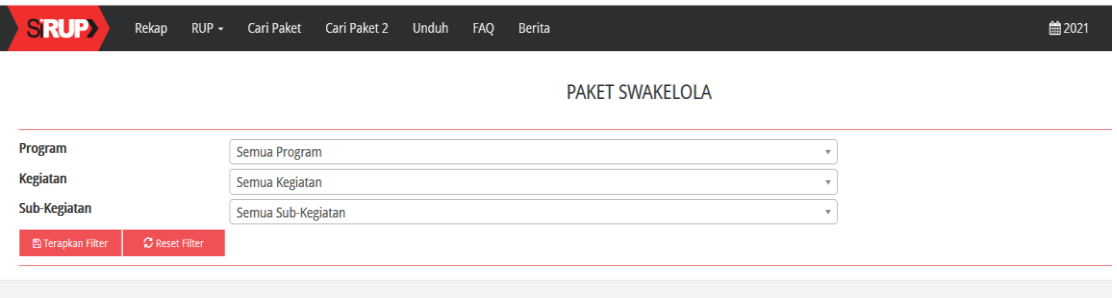 SiRUP Rekap RUP Cari Paket Cari Paket 2 Unduh FAQ Berita 2021
PAKET SWAKELOLA
Program Semua Program
Kegiatan Semua Kegiatan
Sub-Kegiatan Semua Sub-Kegiatan
Terapkan Filter Reset Filter